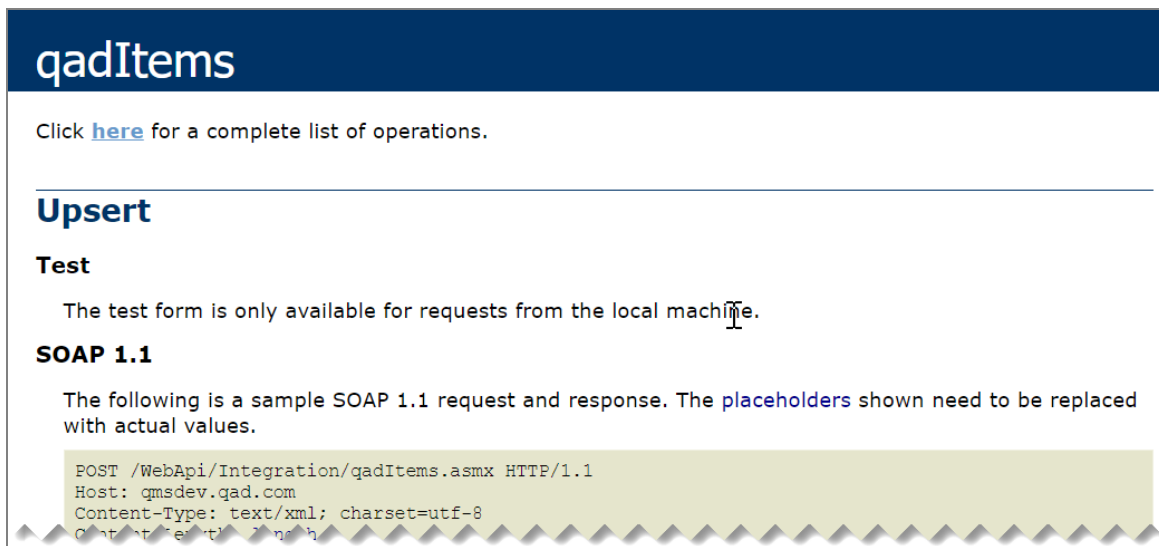 qadItems
Click here for a complete list of operations.
Upsert
Test
The test form is only available for requests from the local machine.
SOAP 1.1
The following is a sample SOAP 1.1 request and response. The placeholders shown need to be replaced
with actual values.
POST /WebApi/Integration/qadItems.asmx HTTP/1.1
Host: qmsdev.qad.com
Content-Type: text/xml; charset=utf-8